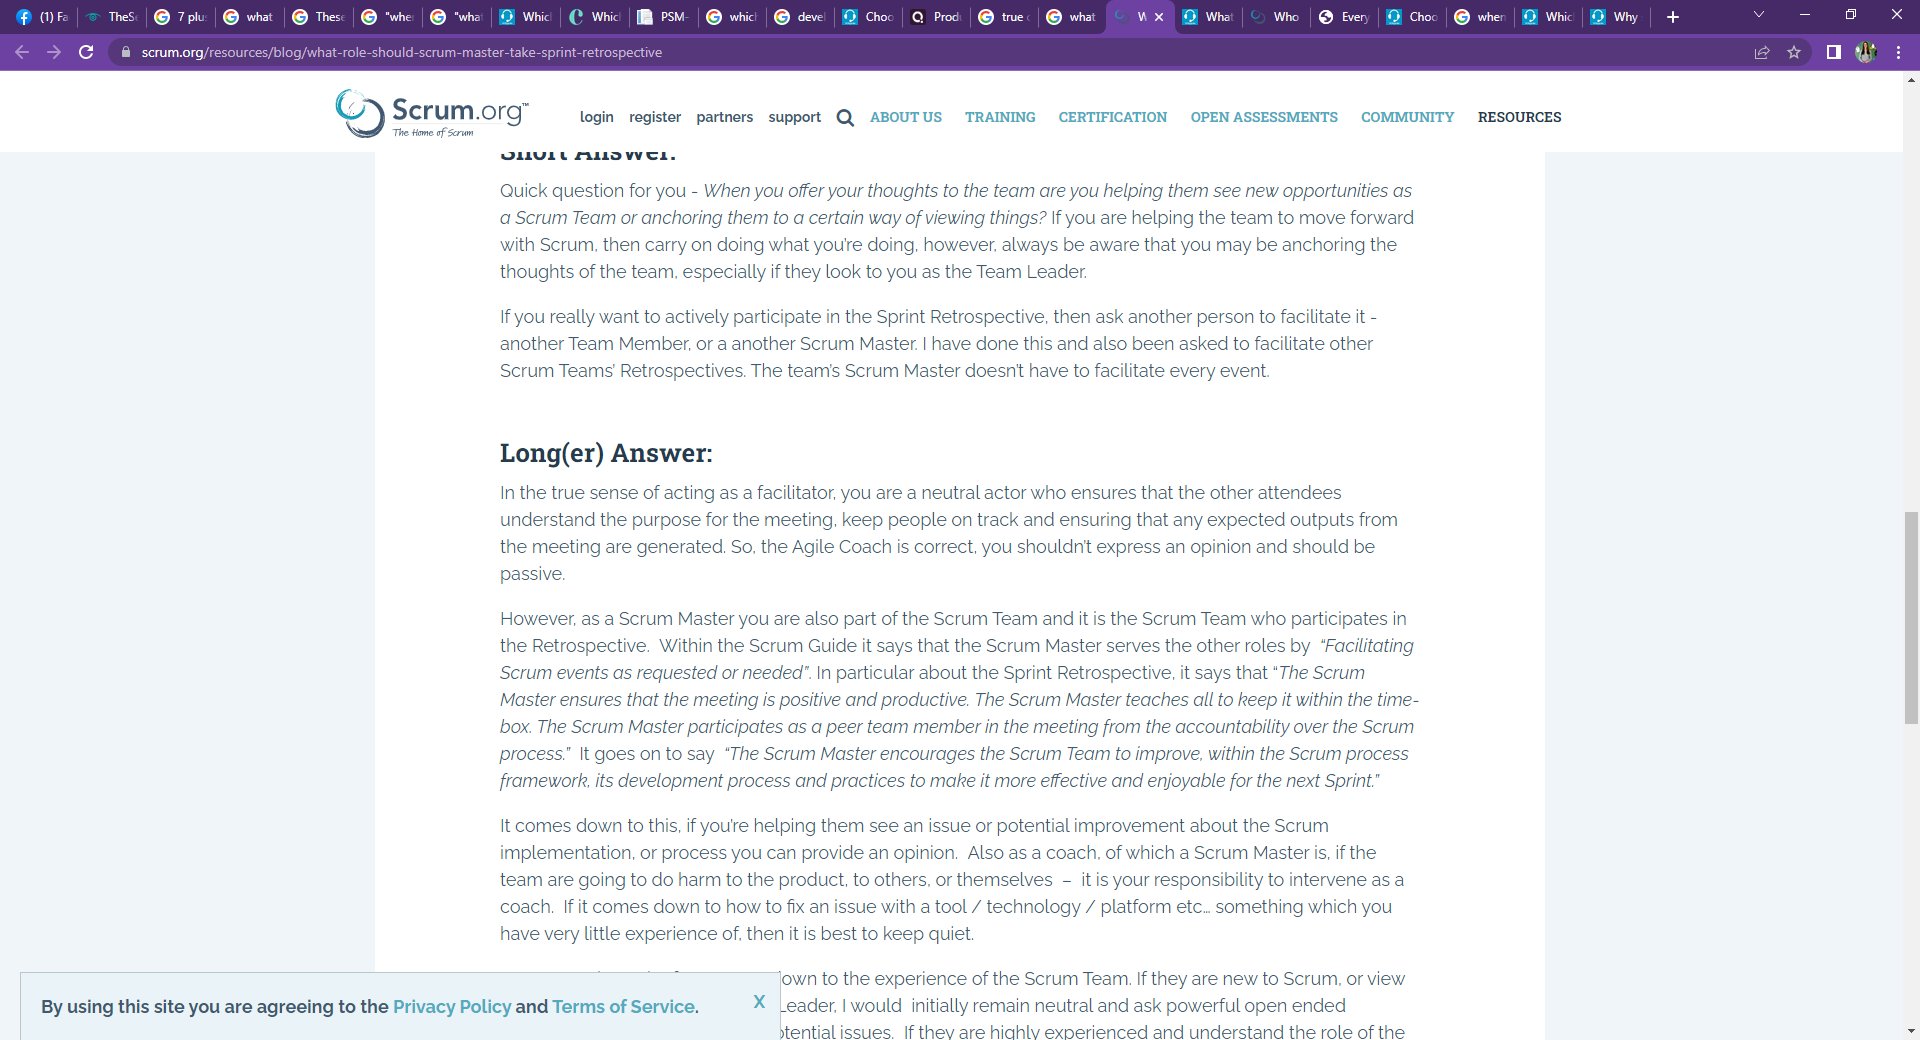 (1) Fa
TheSe
7 plu
what
These
"whe
"what
Which
Which
PSM-
which
devel
Choo
Produ
true o
what
W
What
Who
Every
Choo
when
Which
Why
scrum.org/resources/blog/what-role-should-scrum-master-take-sprint-retrospective
Scrum.org™
The Home of Scrum
login register partners support ABOUT US TRAINING CERTIFICATION OPEN ASSESSMENTS COMMUNITY RESOURCES
Short Answer:
Quick question for you - When you offer your thoughts to the team are you helping them see new opportunities as
a Scrum Team or anchoring them to a certain way of viewing things? If you are helping the team to move forward
with Scrum, then carry on doing what you're doing, however, always be aware that you may be anchoring the
thoughts of the team, especially if they look to you as the Team Leader.
If you really want to actively participate in the Sprint Retrospective, then ask another person to facilitate it -
another Team Member, or a another Scrum Master. I have done this and also been asked to facilitate other
Scrum Teams' Retrospectives. The team's Scrum Master doesn't have to facilitate every event.
Long(er) Answer:
In the true sense of acting as a facilitator, you are a neutral actor who ensures that the other attendees
understand the purpose for the meeting, keep people on track and ensuring that any expected outputs from
the meeting are generated. So, the Agile Coach is correct, you shouldn't express an opinion and should be
passive.
However, as a Scrum Master you are also part of the Scrum Team and it is the Scrum Team who participates in
the Retrospective. Within the Scrum Guide it says that the Scrum Master serves the other roles by “Facilitating
Scrum events as requested or needed”. In particular about the Sprint Retrospective, it says that “The Scrum
Master ensures that the meeting is positive and productive. The Scrum Master teaches all to keep it within the time-
box. The Scrum Master participates as a peer team member in the meeting from the accountability over the Scrum
process.” It goes on to say “The Scrum Master encourages the Scrum Team to improve, within the Scrum process
framework, its development process and practices to make it more effective and enjoyable for the next Sprint.”
It comes down to this, if you're helping them see an issue or potential improvement about the Scrum
implementation, or process you can provide an opinion. Also as a coach, of which a Scrum Master is, if the
team are going to do harm to the product, to others, or themselves – it is your responsibility to intervene as a
coach. If it comes down to how to fix an issue with a tool / technology / platform etc… something which you
have very little experience of, then it is best to keep quiet.
down to the experience of the Scrum Team. If they are new to Scrum, or view
Leader, I would initially remain neutral and ask powerful open ended
potential issues. If they are highly experienced and understand the role of the
By using this site you are agreeing to the Privacy Policy and Terms of Service.
X